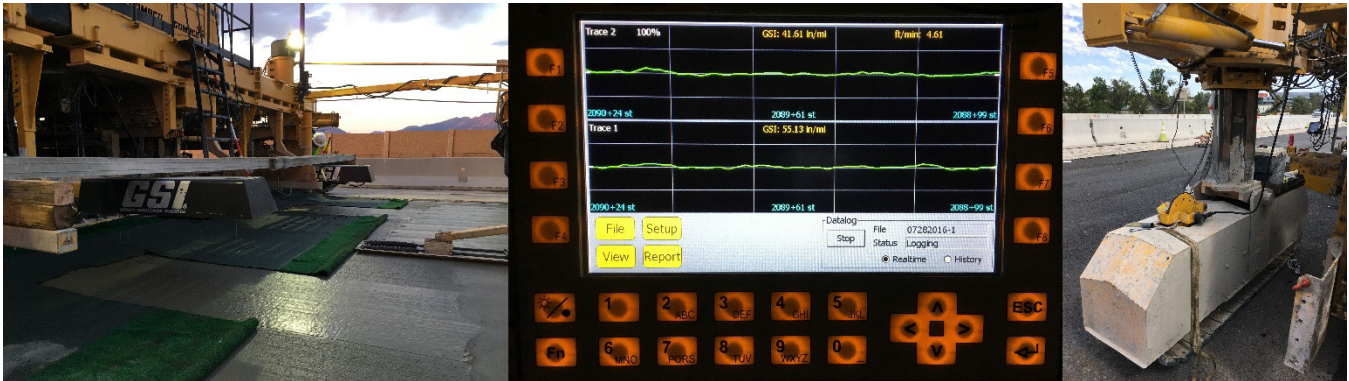 GOMACO
GSI
Trace 2 100% GSI: 41.61 in/mi ft/min: 4.61
2090+24 st 2089+61 st 2088+99 st
Trace 1 GSI: 55.13 in/mi
2090+24 st 2089+61 st 2088+99 st
File Setup
View Report
Datalog
Stop
File 07282016-1
Status Logging
Realtime History
F1
F2
F3
F4
F5
F6
F7
F8
1 2 ABC 3 DEF 4 GHI 5 JKL
ESC
Fn 6 MNO 7 PQRS 8 TUV 9 WXYZ 0 _